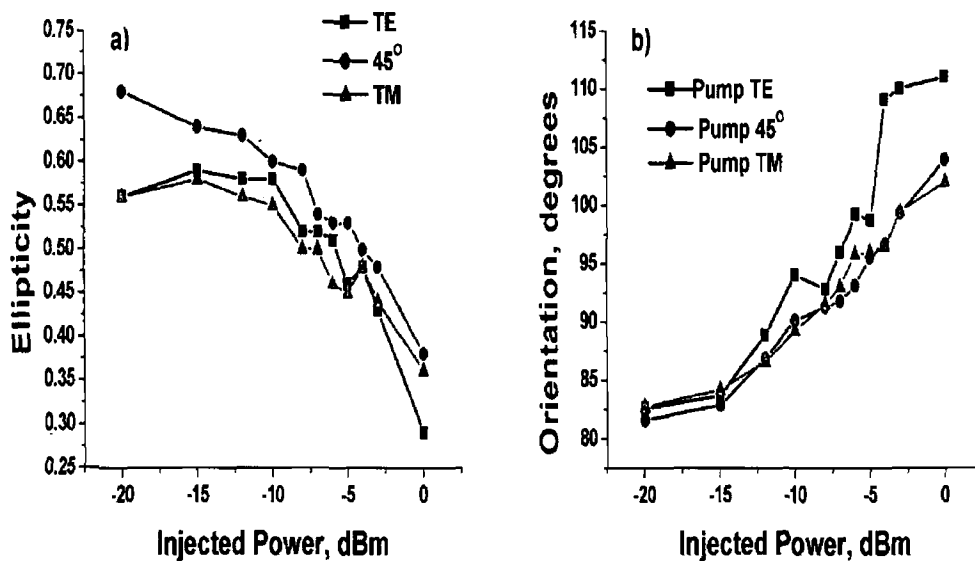 a)
TE
45°
TM
0.75
0.70
0.65
0.60
0.55
0.50
0.45
0.40
0.35
0.30
0.25
Ellipticity
-20 -15 -10 -5 0
Injected Power, dBm
b)
Pump TE
Pump 45°
Pump TM
110
105
100
95
90
85
80
Orientation, degrees
-20 -15 -10 -5 0
Injected Power, dBm